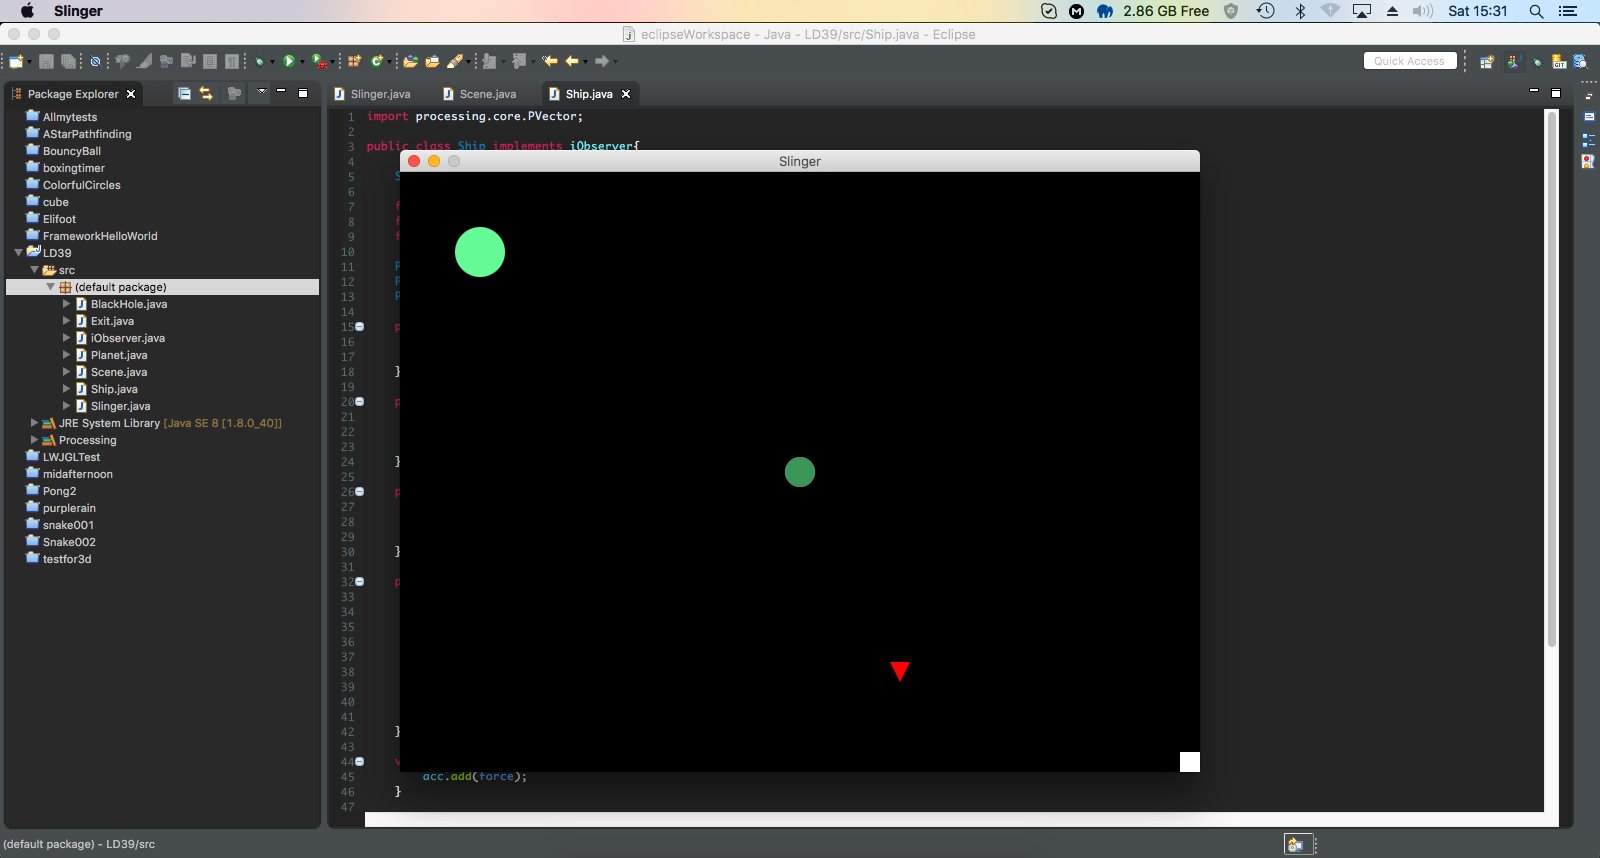 Slinger
2.86 GB Free
Sat 15:31
eclipseWorkspace - Java - LD39/src/Ship.java - Eclipse
Quick Access
Package Explorer
Allmytests
AStarPathfinding
BouncyBall
boxingtimer
ColorfulCircles
cube
Elifoot
FrameworkHelloWorld
LD39
src
(default package)
BlackHole.java
Exit.java
iObserver.java
Planet.java
Scene.java
Ship.java
Slinger.java
JRE System Library [Java SE 8 [1.8.0_40]]
Processing
LWJGLTest
midafternoon
Pong2
purplerain
snake001
Snake002
testfor3d
Slinger.java
Scene.java
Ship.java
1 import processing.core.PVector;
2
3 public class Ship implements iObserver{
4
5
6
7
8
9
10
11
12
13
14
15
16
17
18 }
19
20
21
22
23
24 }
25
26
27
28
29
30 }
31
32
33
34
35
36
37
38
39
40
41
42 }
43
44
45 acc.add(force);
46 }
47
Slinger
(default package) - LD39/src